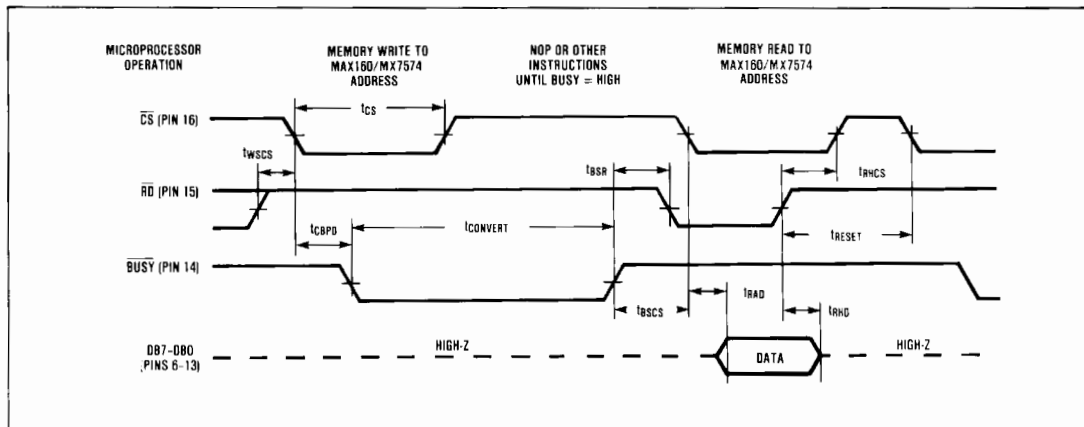 MICROPROCESSOR
OPERATION
MEMORY WRITE TO
MAX160/MX7574
ADDRESS
NOP OR OTHER
INSTRUCTIONS
UNTIL BUSY = HIGH
MEMORY READ TO
MAX160/MX7574
ADDRESS
CS (PIN 16)
tCS
tWSCS
tBSR
tRHCS
RD (PIN 15)
tCBPD
tCONVERT
tRESET
BUSY (PIN 14)
tBSCS
tRAD
tRHD
DB7-DB0
(PINS 6-13)
HIGH-Z
DATA
HIGH-Z